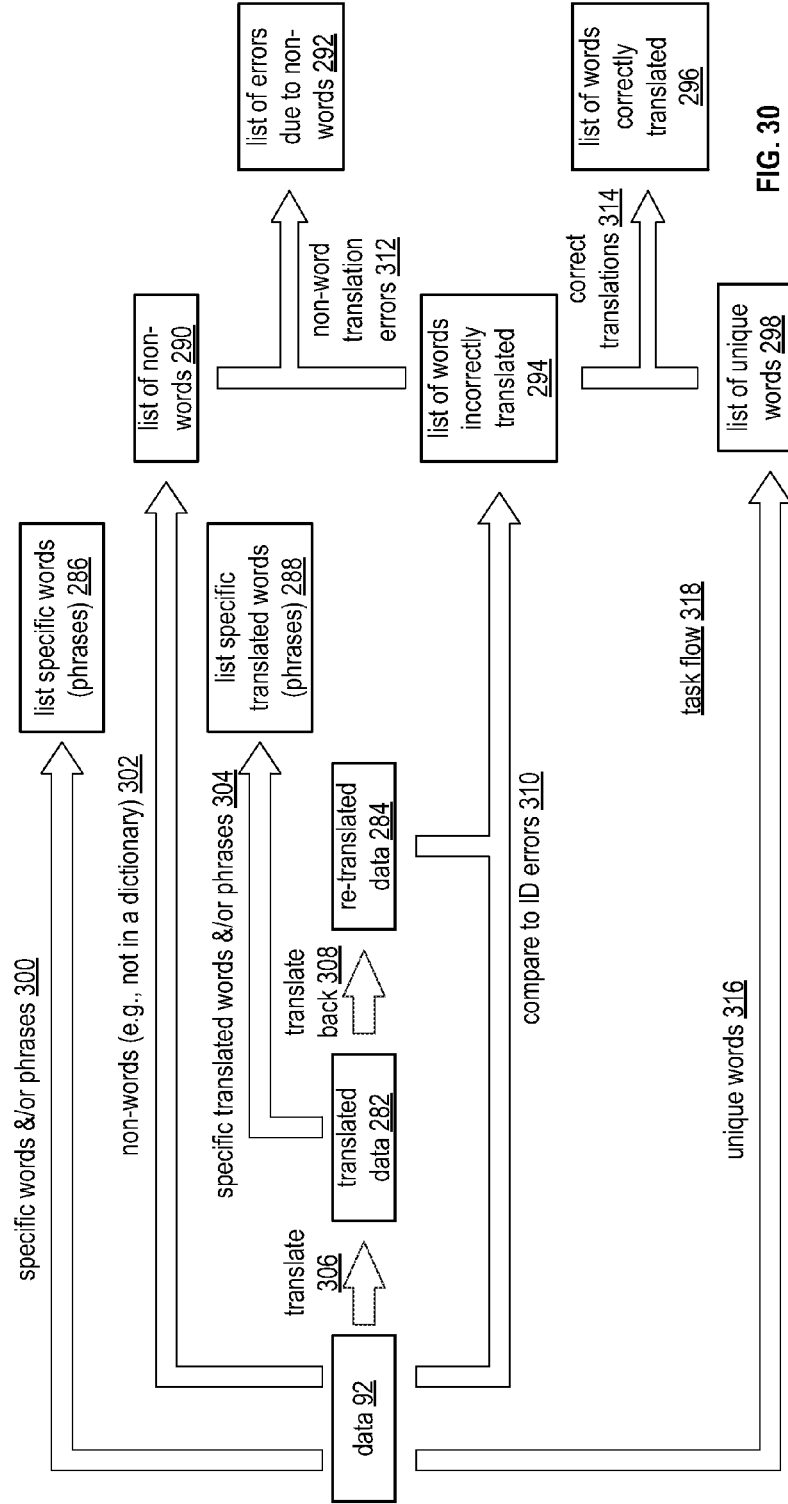 specific words &/or phrases 300
list specific words
(phrases) 286
non-words (e.g., not in a dictionary) 302
list of non-
words 290
list of errors
due to non-
words 292
specific translated words &/or phrases 304
list specific
translated words
(phrases) 288
non-word
translation
errors 312
data 92
translate
306
translated
data 282
translate
back 308
re-translated
data 284
compare to ID errors 310
list of words
incorrectly
translated
294
correct
translations 314
list of words
correctly
translated
296
unique words 316
list of unique
words 298
task flow 318
FIG. 30